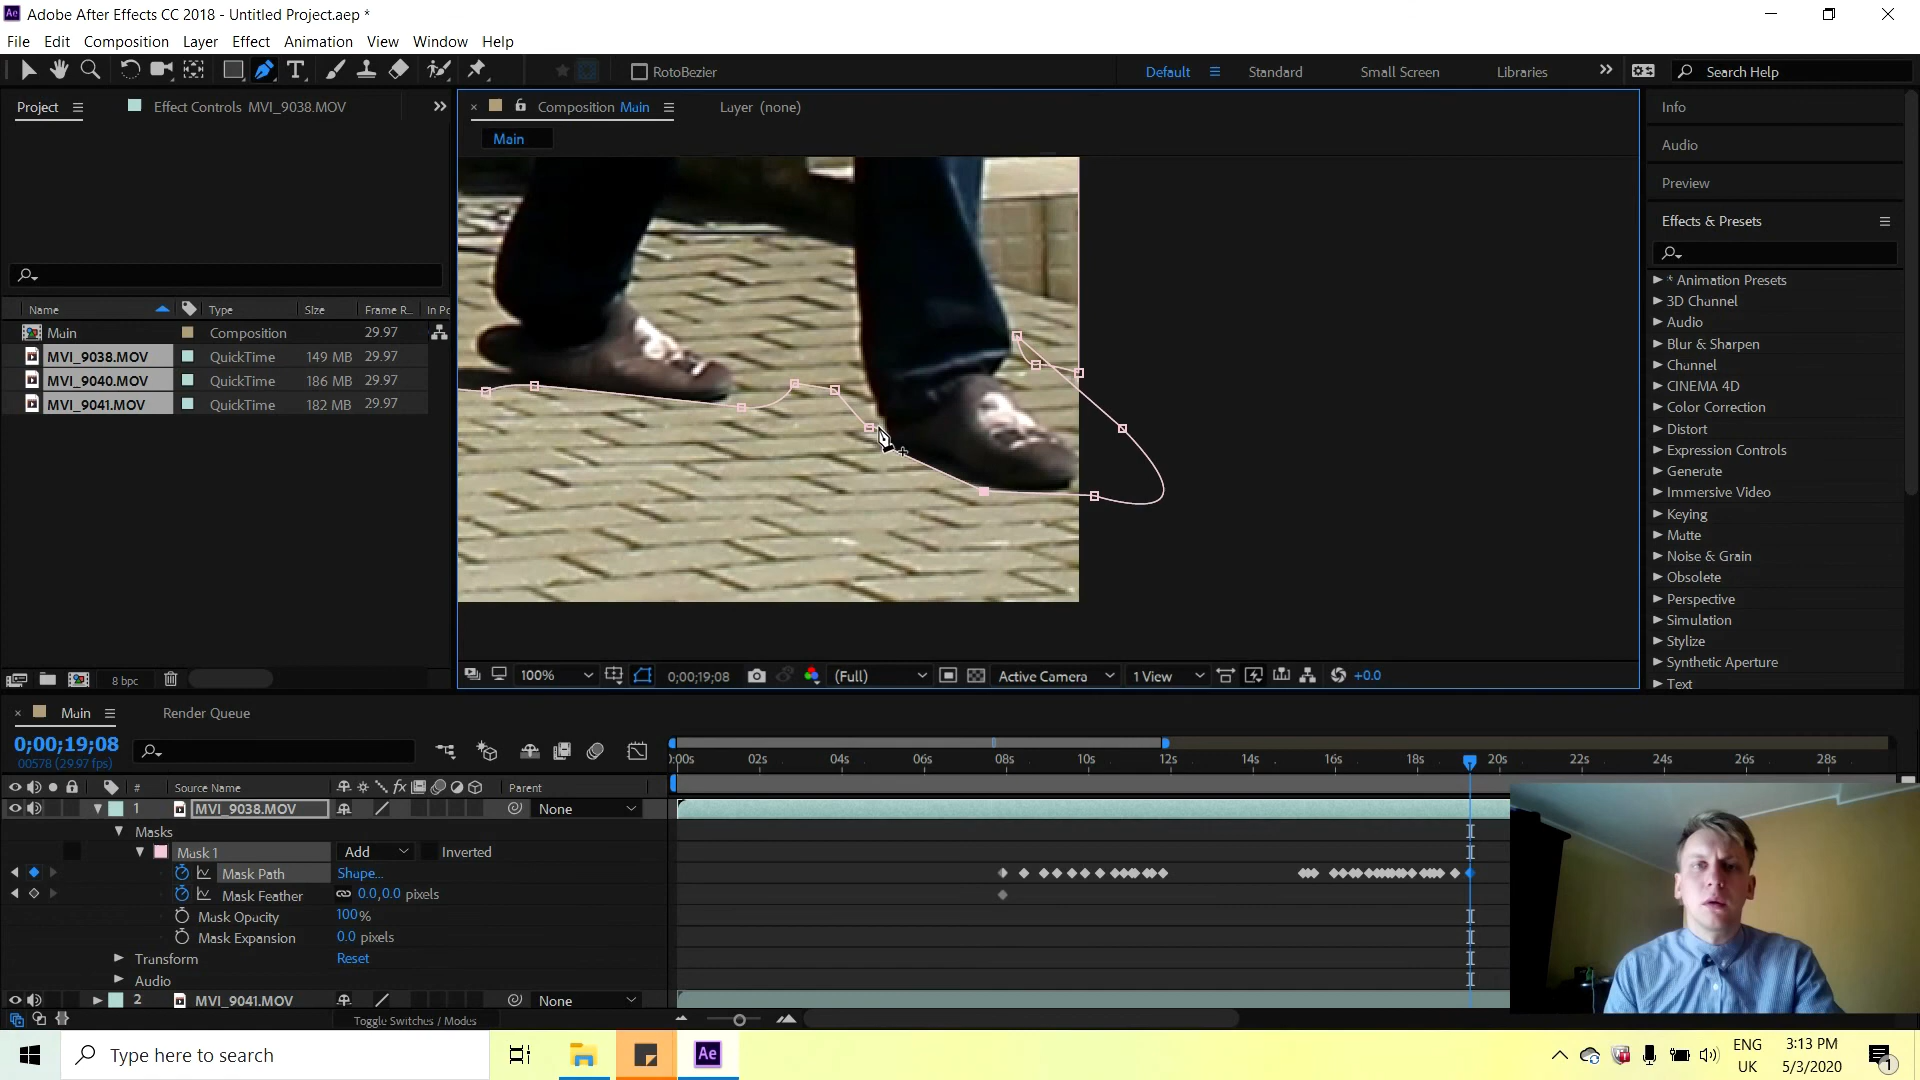 Adobe After Effects CC 2018 - Untitled Project.aep *
File Edit Composition Layer Effect Animation View Window Help
RotoBezier
Default Standard Small Screen Libraries Search Help
Project Effect Controls MVI_9038.MOV
Composition Main Layer (none)
Main
Info
Audio
Preview
Effects & Presets
* Animation Presets
3D Channel
Audio
Blur & Sharpen
Channel
CINEMA 4D
Color Correction
Distort
Expression Controls
Generate
Immersive Video
Keying
Matte
Noise & Grain
Obsolete
Perspective
Simulation
Stylize
Synthetic Aperture
Text
Name Type Size Frame R... In Po
Main Composition 29.97
MVI_9038.MOV QuickTime 149 MB 29.97
MVI_9040.MOV QuickTime 186 MB 29.97
MVI_9041.MOV QuickTime 182 MB 29.97
8 bpc
100% 0;00;19;08 (Full) Active Camera 1 View +0.0
Main Render Queue
0;00;19;08
00578 (29.97 fps)
0:00s 02s 04s 06s 08s 10s 12s 14s 16s 18s 20s 22s 24s 26s 28s
# Source Name fx Parent
1 MVI_9038.MOV None
Masks
Mask 1 Add Inverted
Mask Path Shape...
Mask Feather 0.0,0.0 pixels
Mask Opacity 100%
Mask Expansion 0.0 pixels
Transform Reset
Audio
2 MVI_9041.MOV None
Toggle Switches / Modes
Type here to search
Ae
ENG
UK
3:13 PM
5/3/2020
1